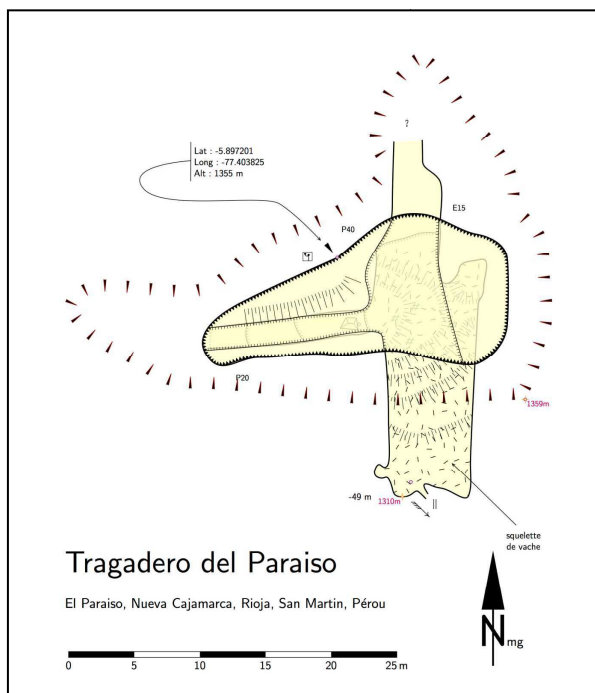 ?
Lat : -5.897201
Long : -77.403825
Alt : 1355 m
E15
P40
P20
1359m
-49 m
1310m
squelette
de vache
Tragadero del Paraiso
El Paraiso, Nueva Cajamarca, Rioja, San Martin, Pérou
N mg
0 5 10 15 20 25 m